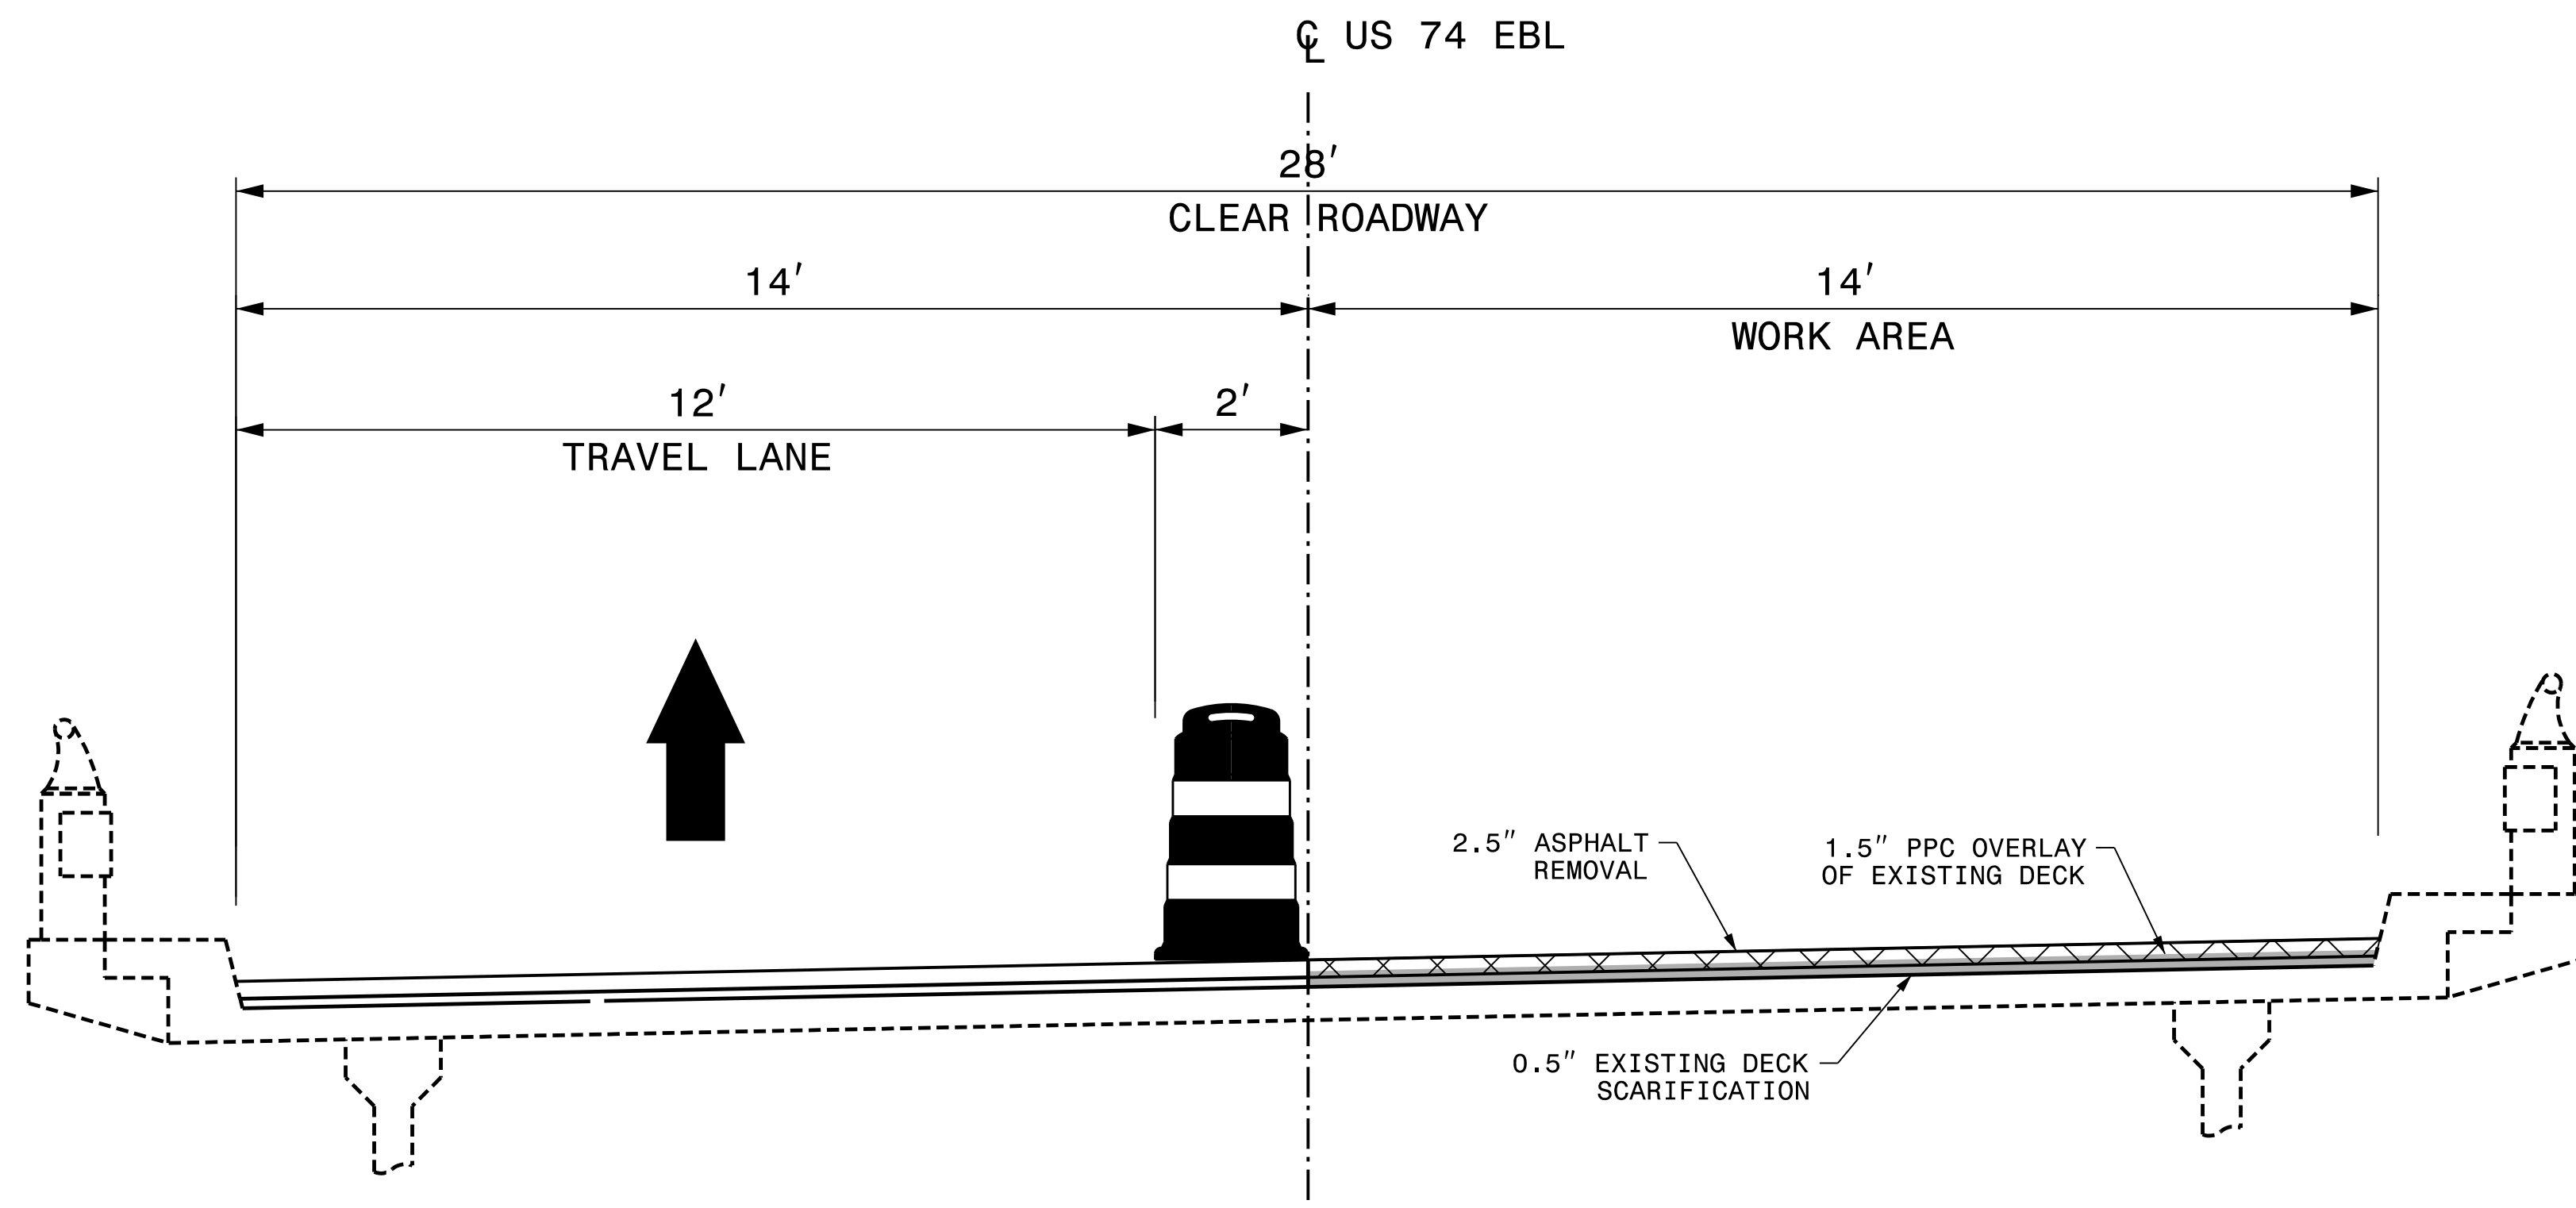 ℄ US 74 EBL
28'
CLEAR ROADWAY
14'
14'
WORK AREA
12'
2'
TRAVEL LANE
2.5" ASPHALT
REMOVAL
1.5" PPC OVERLAY
OF EXISTING DECK
0.5" EXISTING DECK
SCARIFICATION